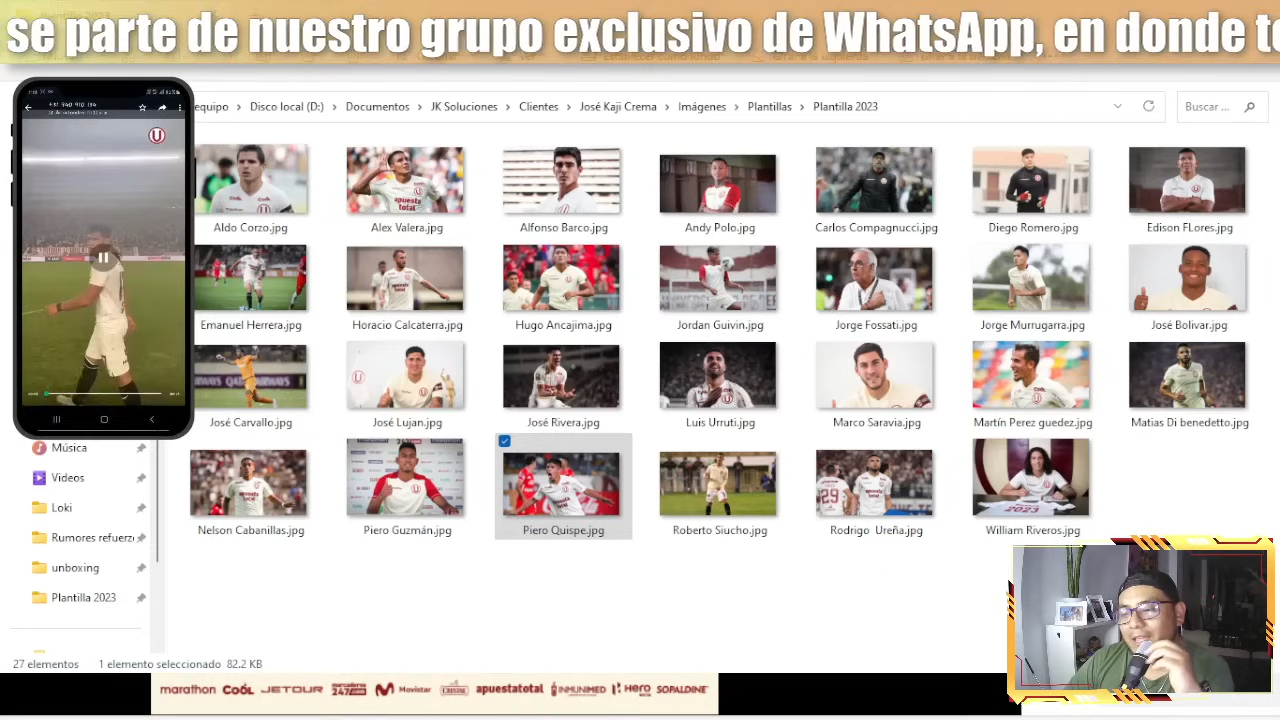 se parte de nuestro grupo exclusivo de WhatsApp, en donde t
equipo > Disco local (D:) > Documentos > JK Soluciones > Clientes > José Kaji Crema > Imágenes > Plantillas > Plantilla 2023
Buscar ...
Aldo Corzo.jpg
Alex Valera.jpg
Alfonso Barco.jpg
Andy Polo.jpg
Carlos Compagnucci.jpg
Diego Romero.jpg
Edison FLores.jpg
Emanuel Herrera.jpg
Horacio Calcaterra.jpg
Hugo Ancajima.jpg
Jordan Guivin.jpg
Jorge Fossati.jpg
Jorge Murrugarra.jpg
José Bolivar.jpg
José Carvallo.jpg
José Lujan.jpg
José Rivera.jpg
Luis Urruti.jpg
Marco Saravia.jpg
Martín Perez guedez.jpg
Matias Di benedetto.jpg
Nelson Cabanillas.jpg
Piero Guzmán.jpg
Piero Quispe.jpg
Roberto Siucho.jpg
Rodrigo Ureña.jpg
William Riveros.jpg
Música
Videos
Loki
Rumores refuerz
unboxing
Plantilla 2023
27 elementos 1 elemento seleccionado 82.2 KB
marathon COOL JETOUR Movistar CRISTAL apuestatotal INMUNIMED Hero SOPALDINE